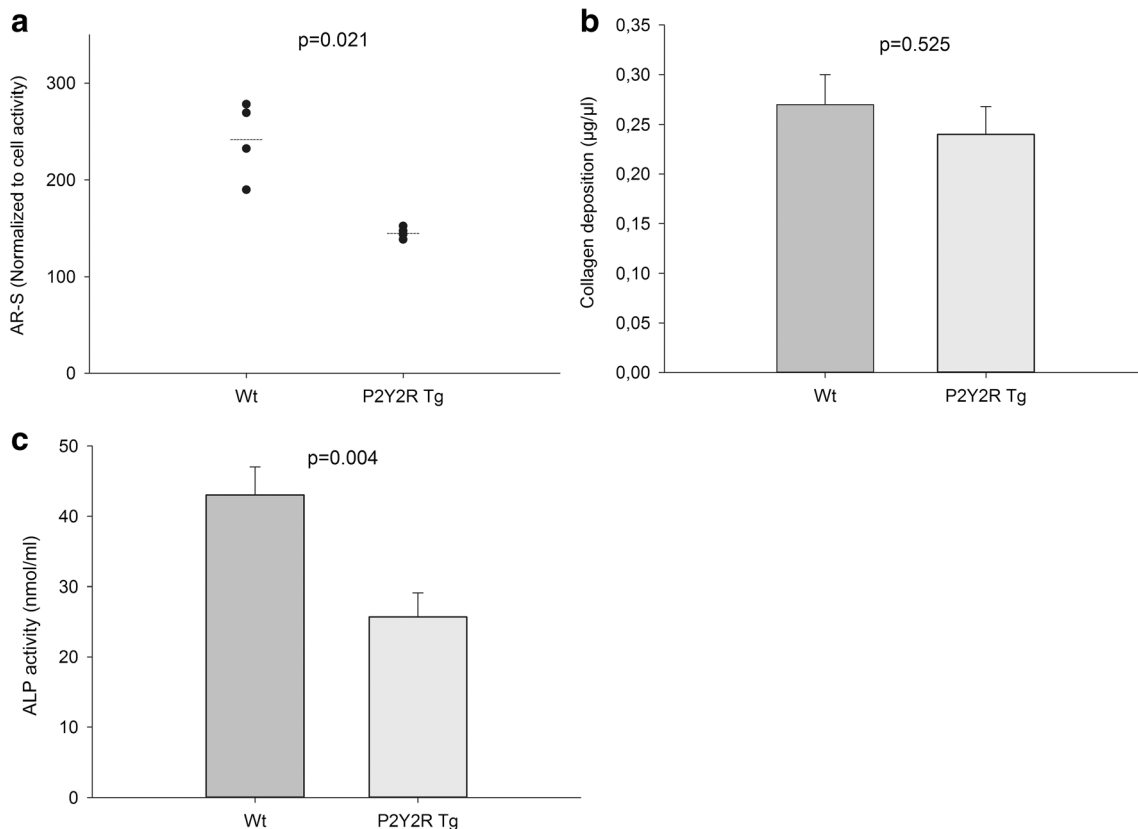 a
p=0.021
AR-S (Normalized to cell activity)
300
200
100
0
Wt
P2Y2R Tg
b
p=0.525
Collagen deposition (µg/µl)
0,35
0,30
0,25
0,20
0,15
0,10
0,05
0,00
Wt
P2Y2R Tg
c
p=0.004
ALP activity (nmol/ml)
50
40
30
20
10
0
Wt
P2Y2R Tg